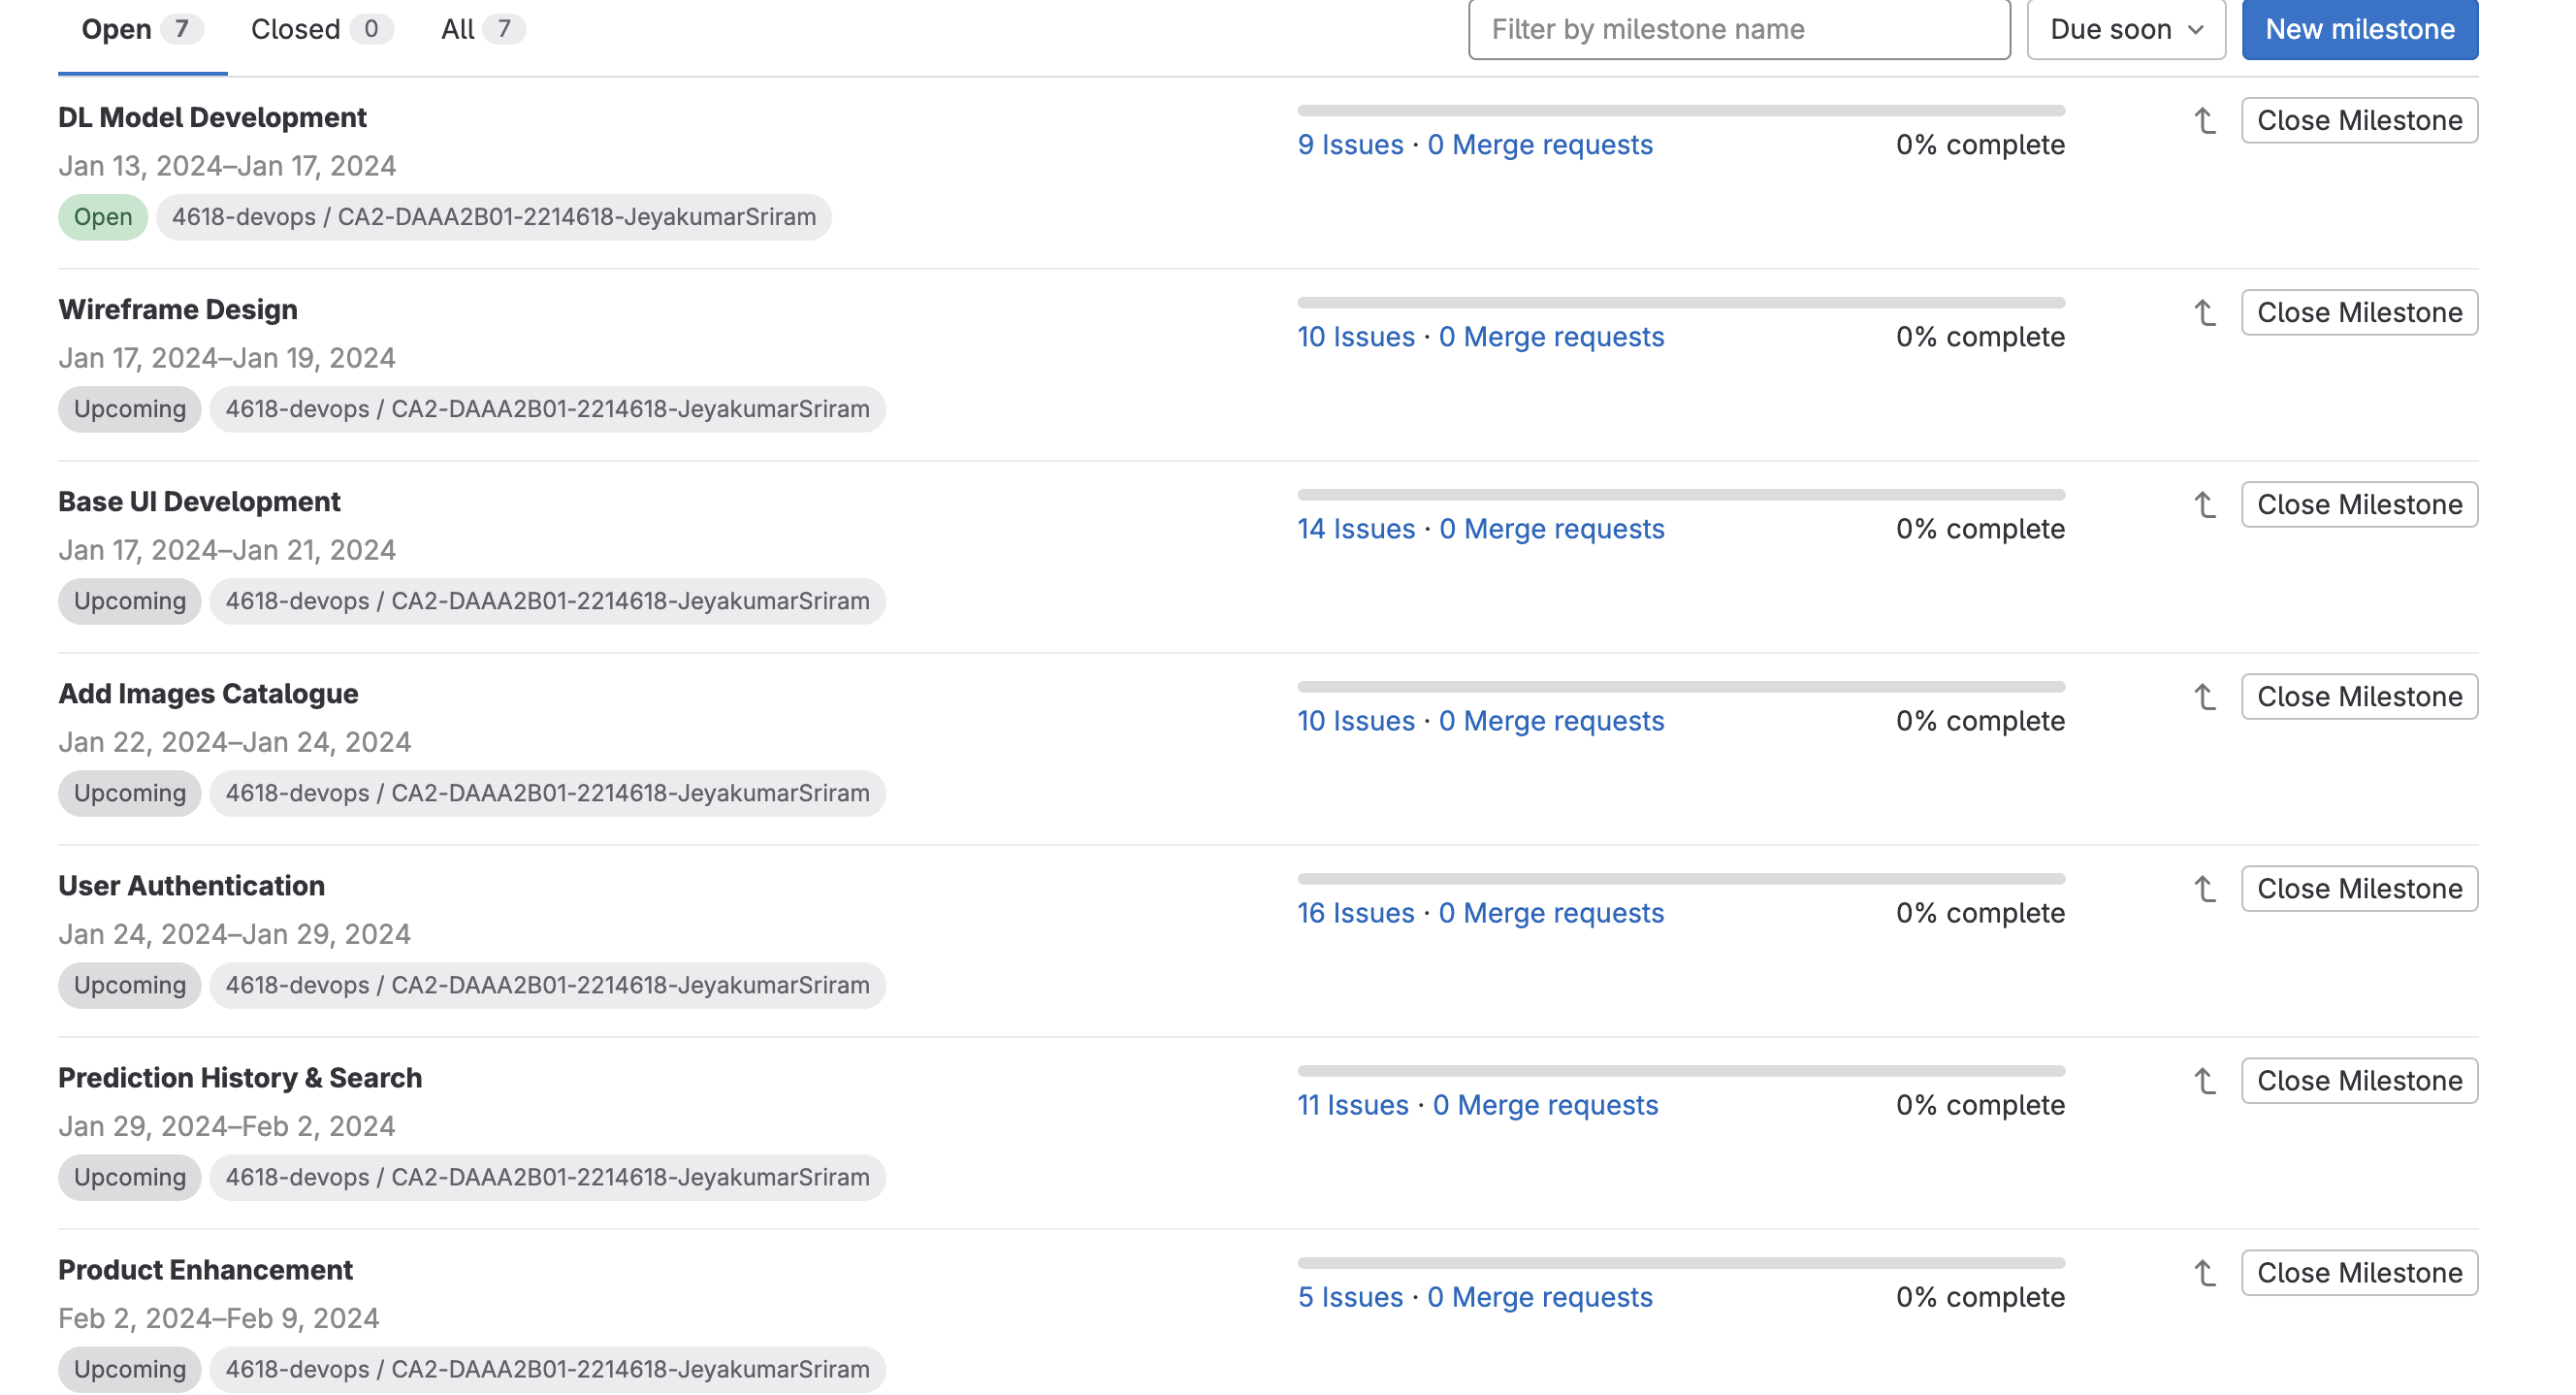 Open 7 Closed 0 All 7 Filter by milestone name Due soon New milestone
DL Model Development
9 Issues · 0 Merge requests 0% complete
Close Milestone
Jan 13, 2024–Jan 17, 2024
Open 4618-devops / CA2-DAAA2B01-2214618-JeyakumarSriram
Wireframe Design
10 Issues · 0 Merge requests 0% complete
Close Milestone
Jan 17, 2024–Jan 19, 2024
Upcoming 4618-devops / CA2-DAAA2B01-2214618-JeyakumarSriram
Base UI Development
14 Issues · 0 Merge requests 0% complete
Close Milestone
Jan 17, 2024–Jan 21, 2024
Upcoming 4618-devops / CA2-DAAA2B01-2214618-JeyakumarSriram
Add Images Catalogue
10 Issues · 0 Merge requests 0% complete
Close Milestone
Jan 22, 2024–Jan 24, 2024
Upcoming 4618-devops / CA2-DAAA2B01-2214618-JeyakumarSriram
User Authentication
16 Issues · 0 Merge requests 0% complete
Close Milestone
Jan 24, 2024–Jan 29, 2024
Upcoming 4618-devops / CA2-DAAA2B01-2214618-JeyakumarSriram
Prediction History & Search
11 Issues · 0 Merge requests 0% complete
Close Milestone
Jan 29, 2024–Feb 2, 2024
Upcoming 4618-devops / CA2-DAAA2B01-2214618-JeyakumarSriram
Product Enhancement
5 Issues · 0 Merge requests 0% complete
Close Milestone
Feb 2, 2024–Feb 9, 2024
Upcoming 4618-devops / CA2-DAAA2B01-2214618-JeyakumarSriram